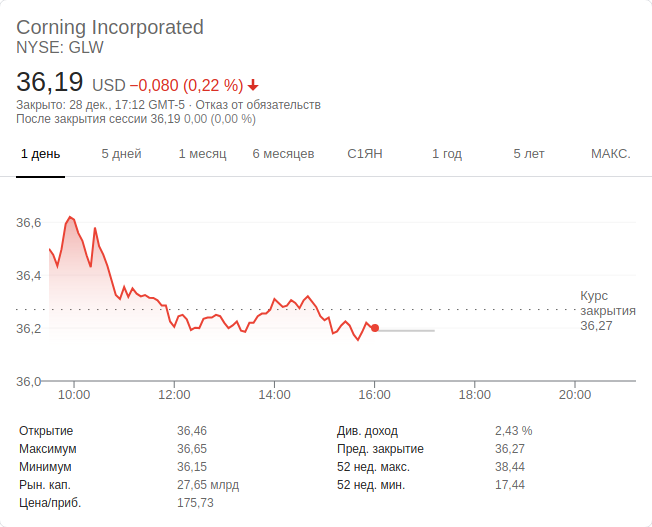 Corning Incorporated
NYSE: GLW
36,19 USD −0,080 (0,22 %)
Закрыто: 28 дек., 17:12 GMT-5 · Отказ от обязательств
После закрытия сессии 36,19 0,00 (0,00 %)
1 день 5 дней 1 месяц 6 месяцев С1ЯН 1 год 5 лет МАКС.
36,6
36,4
36,2
36,0
Курс
закрытия
36,27
10:00 12:00 14:00 16:00 18:00 20:00
Открытие 36,46 Див. доход 2,43 %
Максимум 36,65 Пред. закрытие 36,27
Минимум 36,15 52 нед. макс. 38,44
Рын. кап. 27,65 млрд 52 нед. мин. 17,44
Цена/приб. 175,73